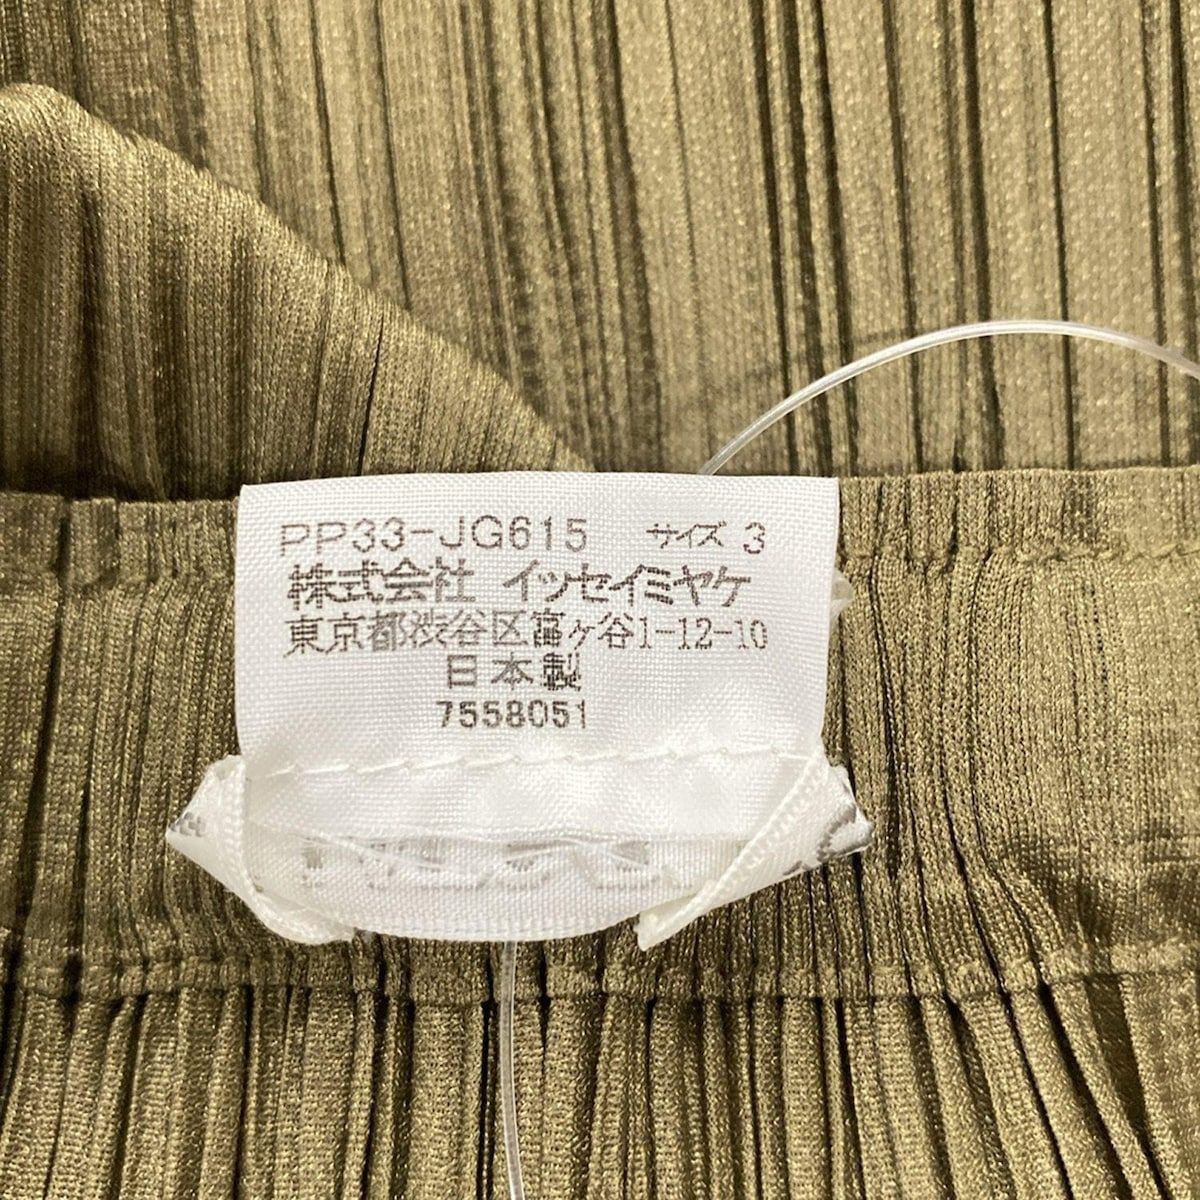 PP33-JG615 サイズ 3
株式会社 イッセイミヤケ
東京都渋谷区富ヶ谷1-12-10
日本製
7558051